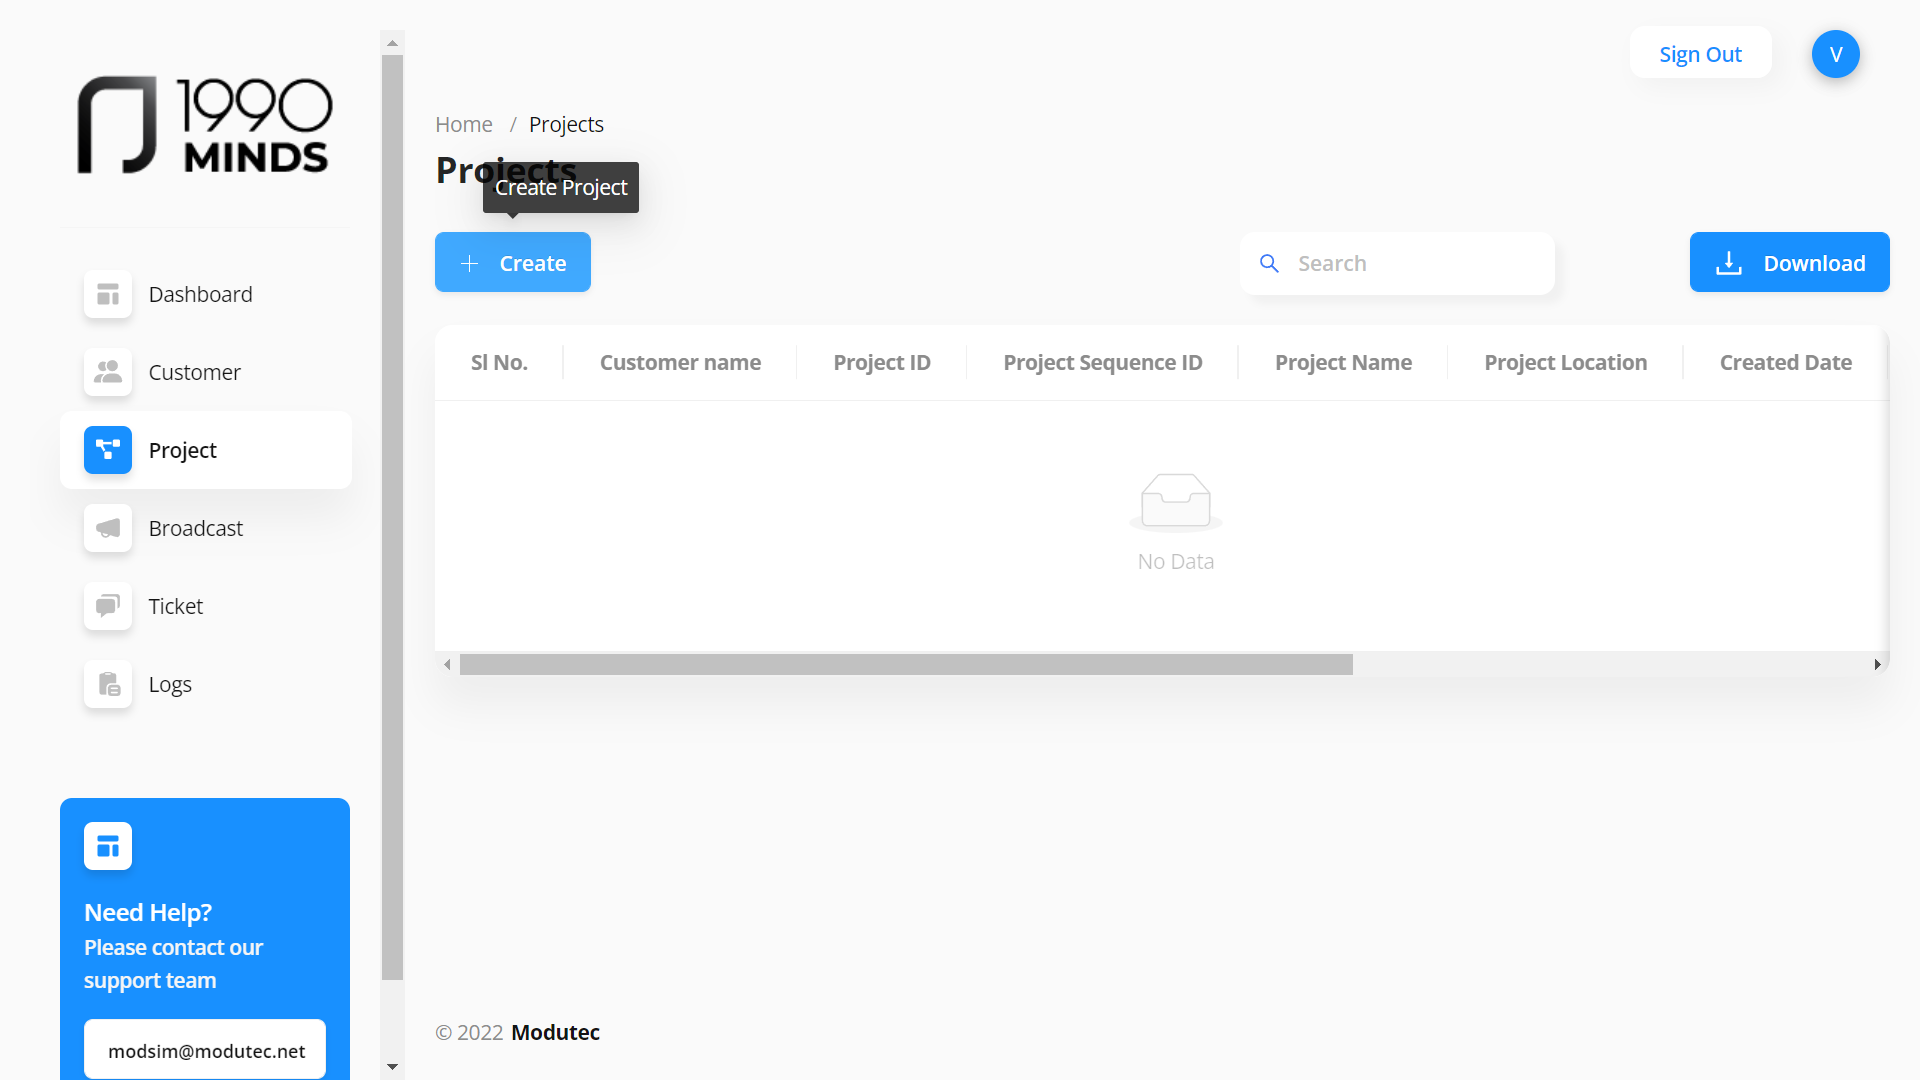 1990
MINDS
Sign Out
V
Home / Projects
Projects
Create Project
Create
Search
Download
Dashboard
Customer
Project
Broadcast
Ticket
Logs
Sl No.
Customer name
Project ID
Project Sequence ID
Project Name
Project Location
Created Date
No Data
Need Help?
Please contact our
support team
modsim@modutec.net
© 2022 Modutec